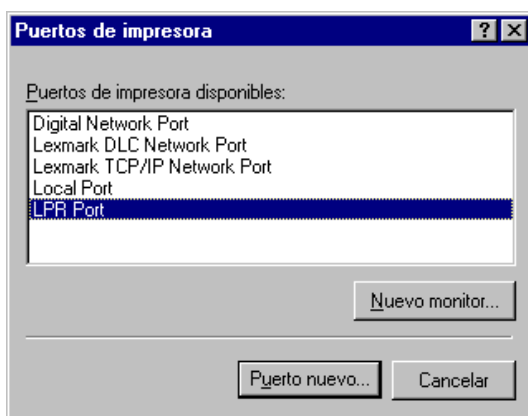 Puertos de impresora
Puertos de impresora disponibles:
Digital Network Port
Lexmark DLC Network Port
Lexmark TCP/IP Network Port
Local Port
LPR Port
Nuevo monitor...
Puerto nuevo...
Cancelar